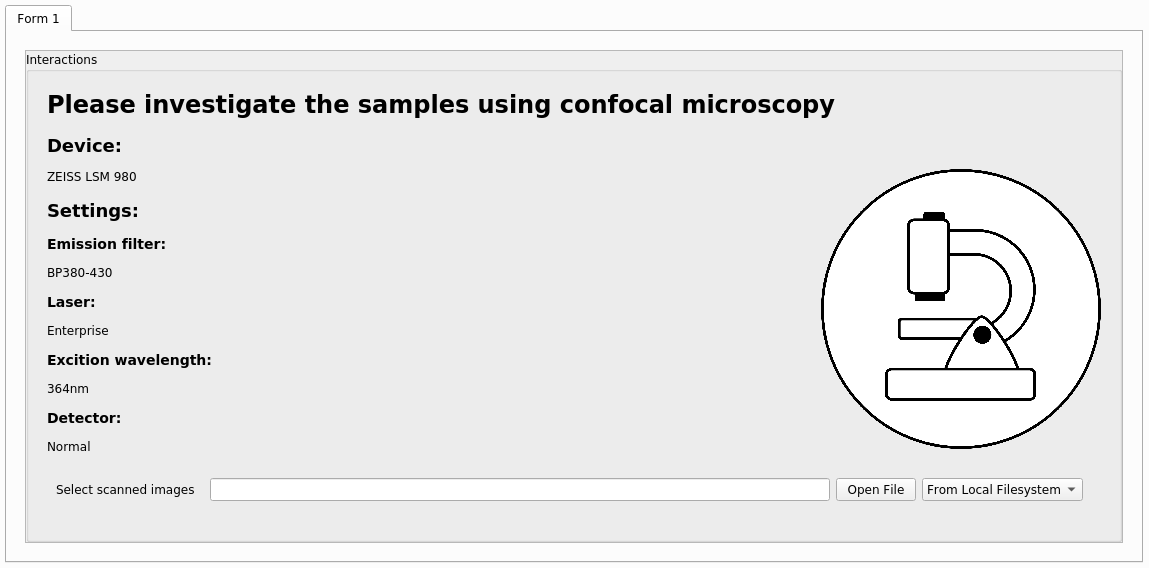 Form 1
Interactions
Please investigate the samples using confocal microscopy
Device:
ZEISS LSM 980
Settings:
Emission filter:
BP380-430
Laser:
Enterprise
Excition wavelength:
364nm
Detector:
Normal
Select scanned images Open File From Local Filesystem